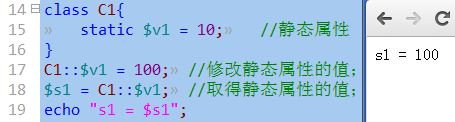 14 class C1{
15 » static $v1 = 10;» //静态属性
16 }
17 C1::$v1 = 100;» //修改静态属性的值;
18 $s1 = C1::$v1;» //取得静态属性的值;
19 echo "s1 = $s1";
s1 = 100